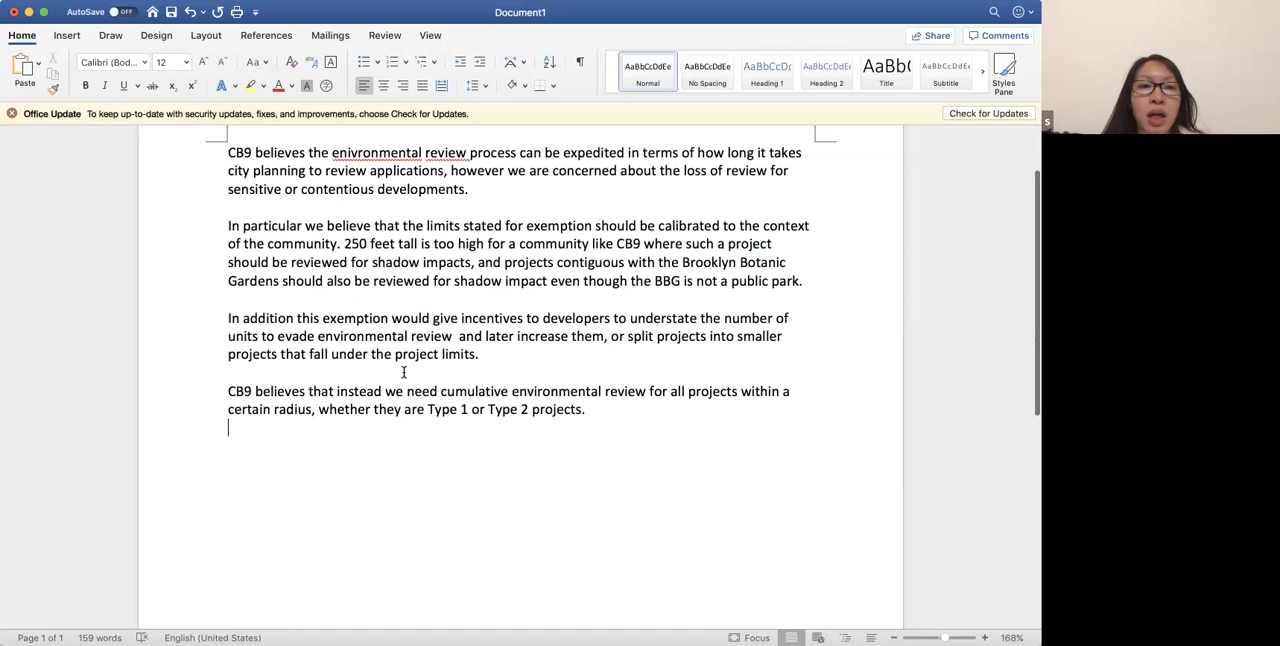 AutoSave OFF
Document1
Home Insert Draw Design Layout References Mailings Review View
Share Comments
Paste
Calibri (Bod... 12
AaBbCcDdEe AaBbCcDdEe AaBbCcDc AaBbCcDdEe AaBb( AaBbCcDdEe
Normal No Spacing Heading 1 Heading 2 Title Subtitle
Styles
Pane
Office Update To keep up-to-date with security updates, fixes, and improvements, choose Check for Updates. Check for Updates
CB9 believes the enivronmental review process can be expedited in terms of how long it takes
city planning to review applications, however we are concerned about the loss of review for
sensitive or contentious developments.
In particular we believe that the limits stated for exemption should be calibrated to the context
of the community. 250 feet tall is too high for a community like CB9 where such a project
should be reviewed for shadow impacts, and projects contiguous with the Brooklyn Botanic
Gardens should also be reviewed for shadow impact even though the BBG is not a public park.
In addition this exemption would give incentives to developers to understate the number of
units to evade environmental review and later increase them, or split projects into smaller
projects that fall under the project limits.
CB9 believes that instead we need cumulative environmental review for all projects within a
certain radius, whether they are Type 1 or Type 2 projects.
Page 1 of 1 159 words English (United States) Focus 168%
S